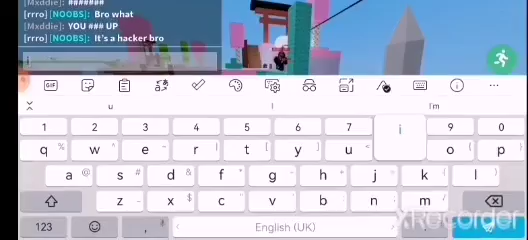 [Mxddie]: #######
[rrro] [NOOBS]: Bro what
[Mxddie]: YOU ### UP
[rrro] [NOOBS]: It's a hacker bro
i
GIF
u I I'm
1 2 3 4 5 6 7 i 9 0
q % w ^ e ~ r | t [ y ] u < o { p }
a @ s # d & f * g - h + j = k ( l )
z _ x $ c " v ' b : n ; m /
123 , English (UK) .
XRecorder